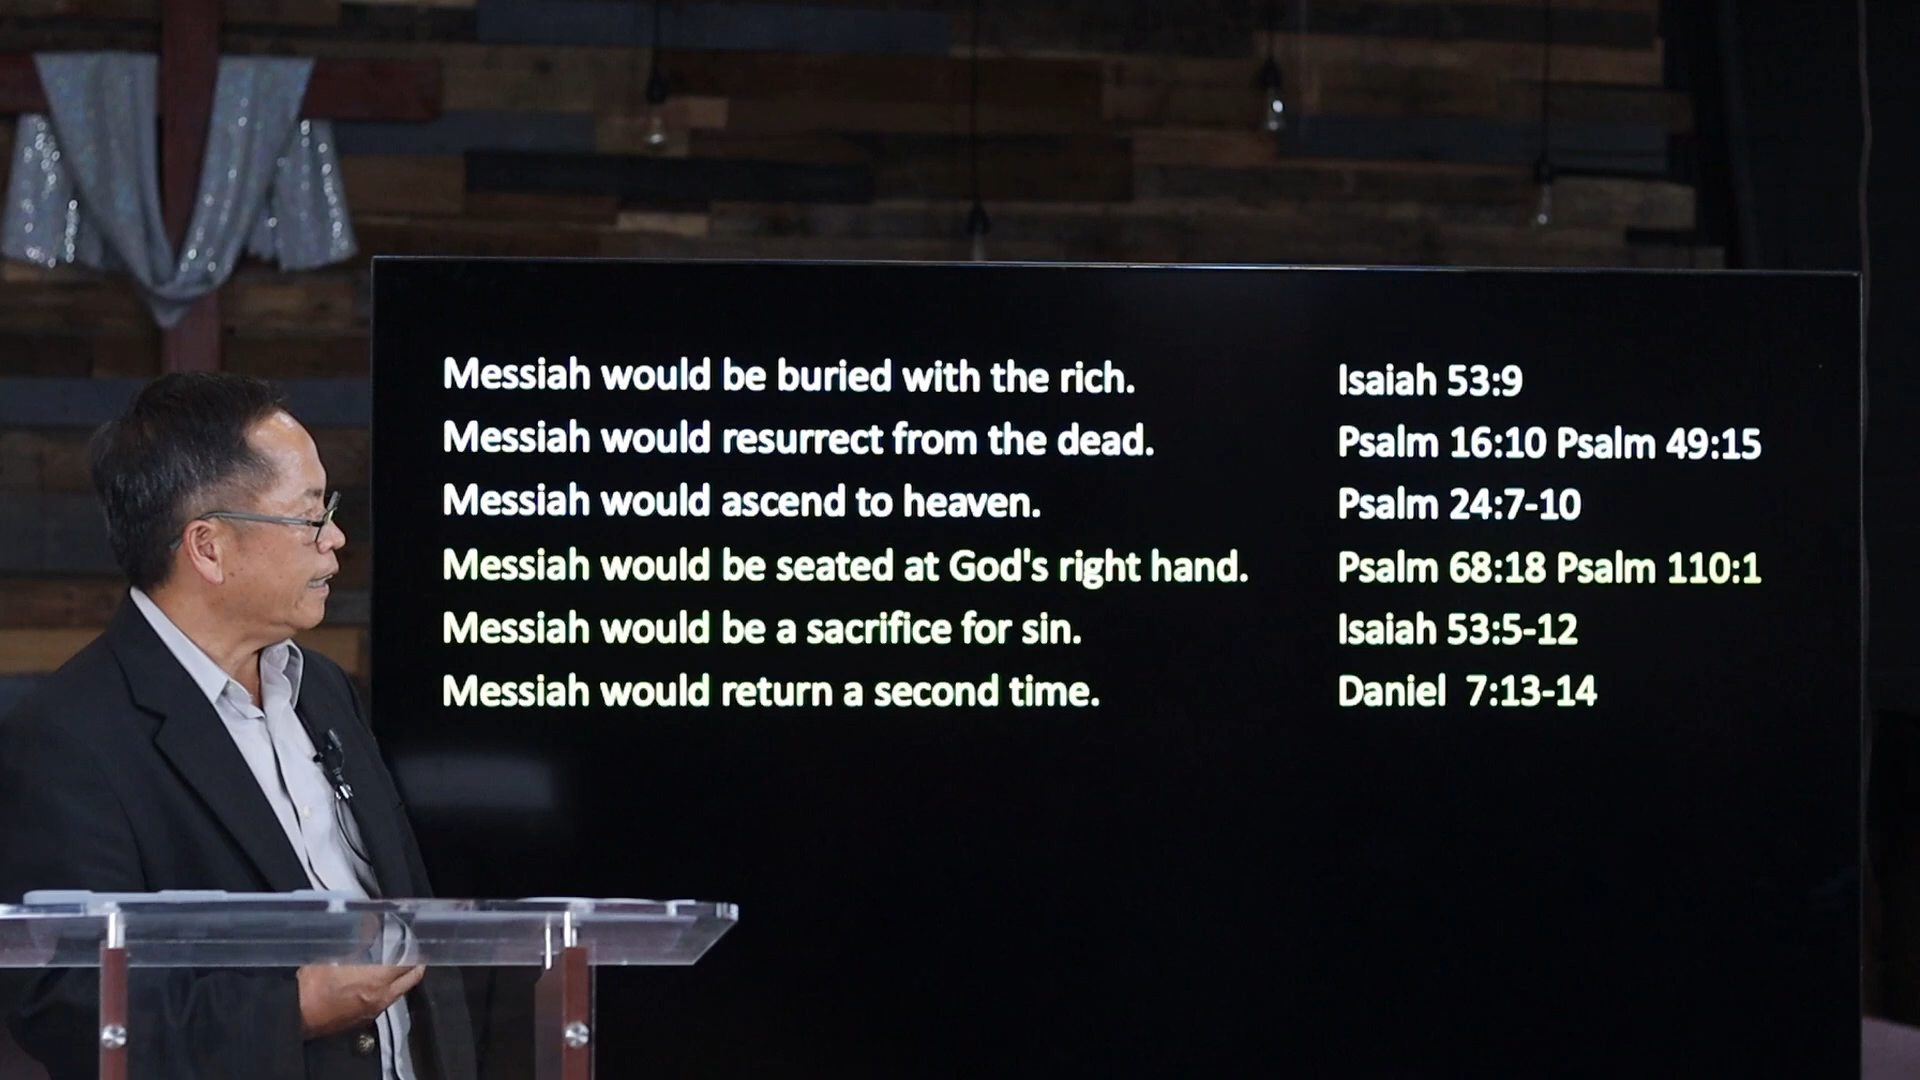 Messiah would be buried with the rich. Isaiah 53:9
Messiah would resurrect from the dead. Psalm 16:10 Psalm 49:15
Messiah would ascend to heaven. Psalm 24:7-10
Messiah would be seated at God's right hand. Psalm 68:18 Psalm 110:1
Messiah would be a sacrifice for sin. Isaiah 53:5-12
Messiah would return a second time. Daniel 7:13-14